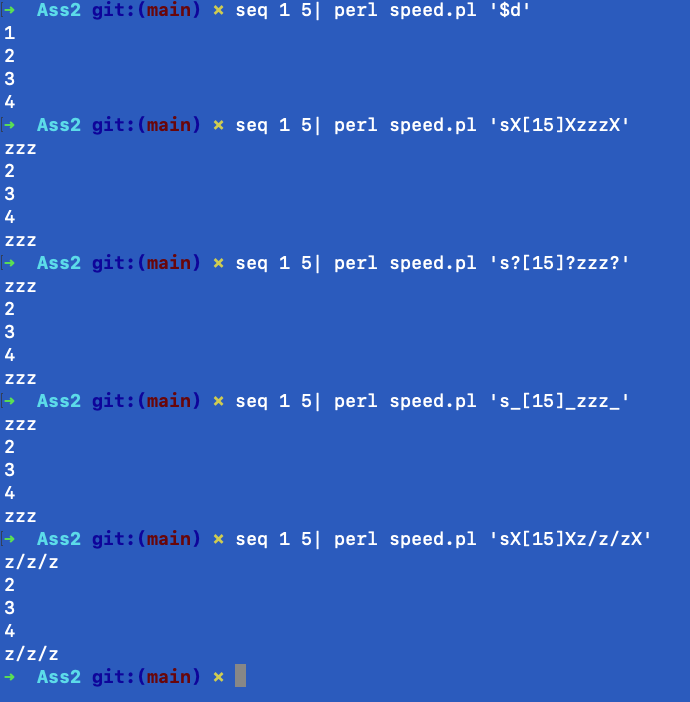 → Ass2 git:(main) × seq 1 5| perl speed.pl '$d'
1
2
3
4
→ Ass2 git:(main) × seq 1 5| perl speed.pl 'sX[15]XzzzX'
zzz
2
3
4
zzz
→ Ass2 git:(main) × seq 1 5| perl speed.pl 's?[15]?zzz?'
zzz
2
3
4
zzz
→ Ass2 git:(main) × seq 1 5| perl speed.pl 's_[15]_zzz_'
zzz
2
3
4
zzz
→ Ass2 git:(main) × seq 1 5| perl speed.pl 'sX[15]Xz/z/zX'
z/z/z
2
3
4
z/z/z
→ Ass2 git:(main) ×